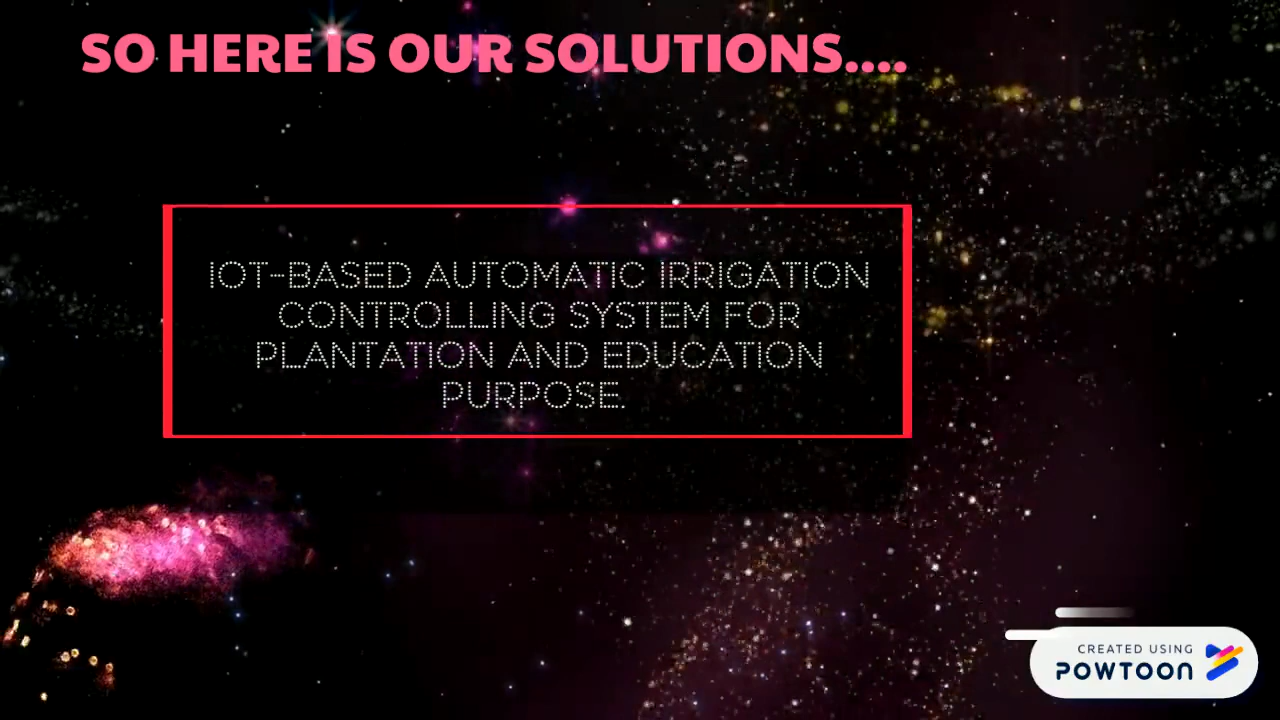 SO HERE IS OUR SOLUTIONS....
IOT-BASED AUTOMATIC IRRIGATION
CONTROLLING SYSTEM FOR
PLANTATION AND EDUCATION
PURPOSE.
CREATED USING
POWTOON